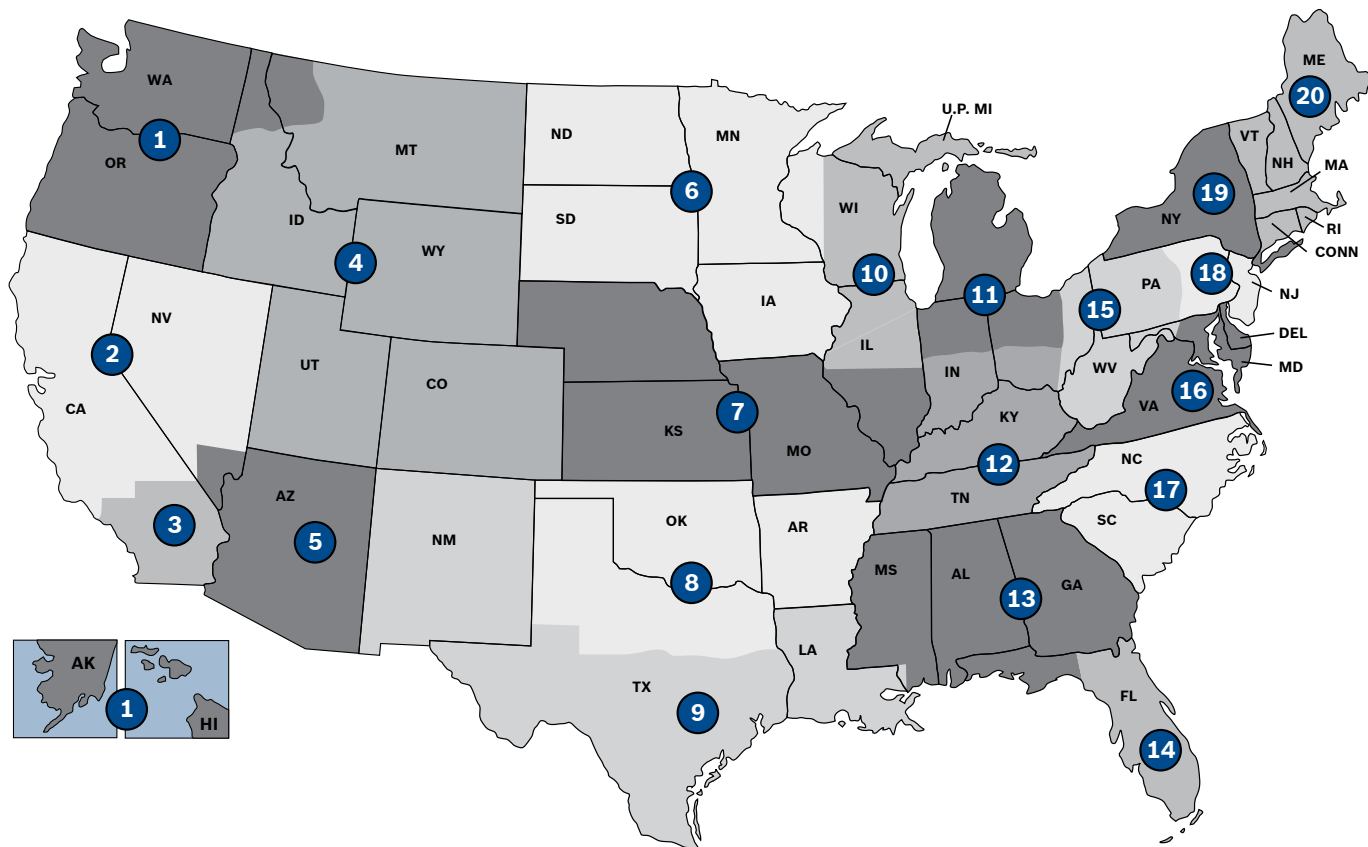 WA
1
OR
MT
ID
4
WY
ND
MN
6
SD
U.P. MI
WI
10
ME
20
VT
NH
MA
19
NY
RI
CONN
NV
2
CA
UT
CO
IA
IL
11
IN
15
PA
18
NJ
DEL
MD
WV
16
VA
KS
7
MO
KY
12
TN
NC
17
SC
3
AZ
5
NM
OK
8
AR
MS
AL
13
GA
LA
TX
9
FL
14
AK
1
HI